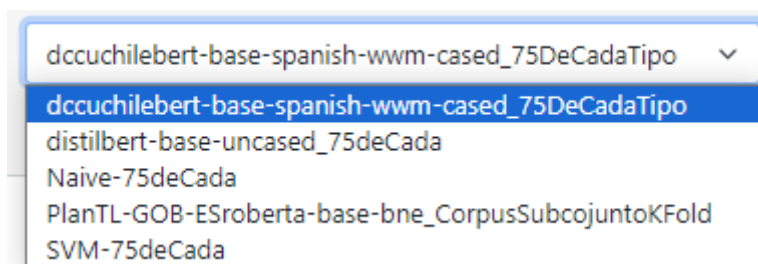 dccuchilebert-base-spanish-wwm-cased_75DeCadaTipo
dccuchilebert-base-spanish-wwm-cased_75DeCadaTipo
distilbert-base-uncased_75deCada
Naive-75deCada
PlanTL-GOB-ESroberta-base-bne_CorpusSubcojuntoKFold
SVM-75deCada